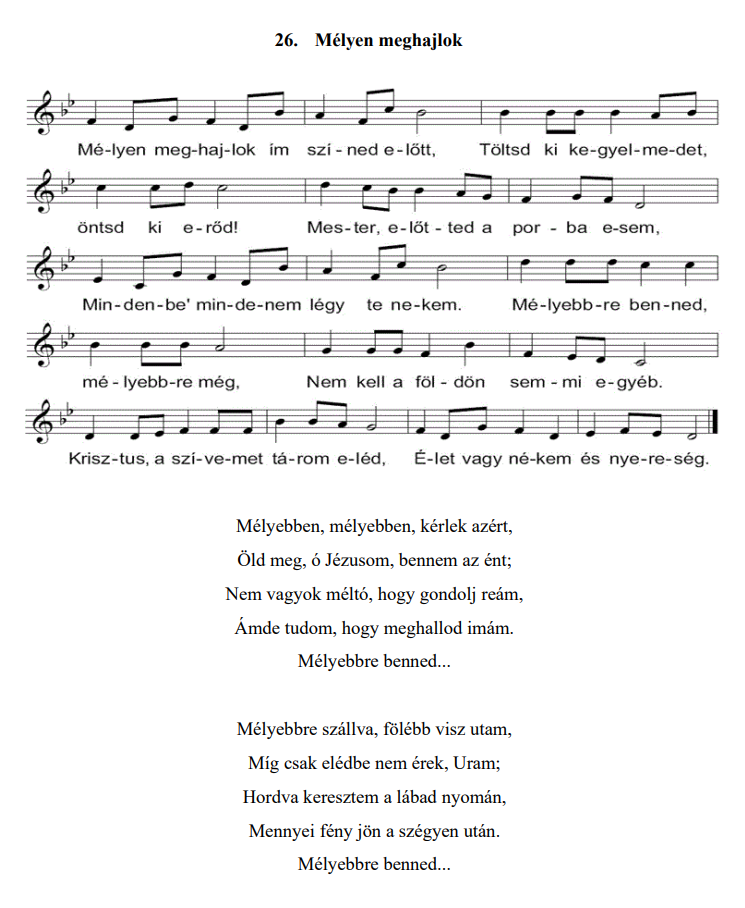 26. Mélyen meghajlok
Mé-lyen meg-haj-lok ím szí-ned e-lőtt, Töltsd ki ke-gyel-me-det,
öntsd ki e-rőd! Mes-ter, e-lőt-ted a por-ba e-sem,
Min-den-be' min-de-nem légy te ne-kem. Mé-lyebb-re ben-ned,
mé-lyebb-re még, Nem kell a föl-dön sem-mi e-gyéb.
Krisz-tus, a szí-ve-met tá-rom e-léd, É-let vagy né-kem és nye-re-ség.
Mélyebben, mélyebben, kérlek azért,
Öld meg, ó Jézusom, bennem az ént;
Nem vagyok méltó, hogy gondolj reám,
Ámde tudom, hogy meghallod imám.
Mélyebbre benned...
Mélyebbre szállva, fölébb visz utam,
Míg csak elédbe nem érek, Uram;
Hordva keresztem a lábad nyomán,
Mennyei fény jön a szégyen után.
Mélyebbre benned...